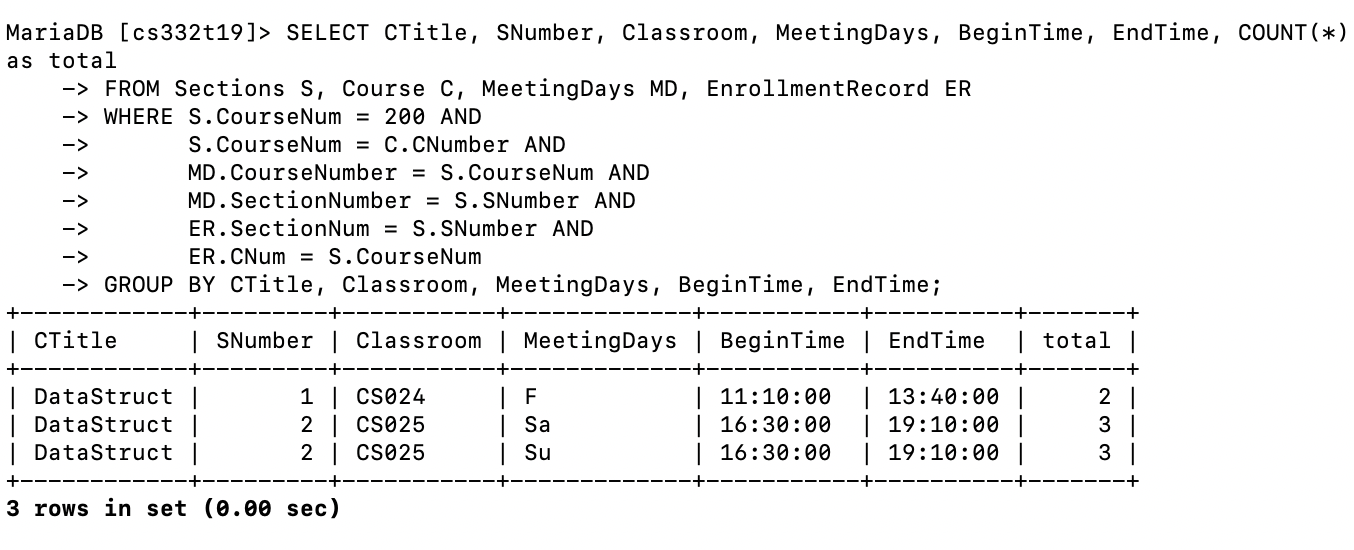 MariaDB [cs332t19]> SELECT CTitle, SNumber, Classroom, MeetingDays, BeginTime, EndTime, COUNT(*)
as total
    -> FROM Sections S, Course C, MeetingDays MD, EnrollmentRecord ER
    -> WHERE S.CourseNum = 200 AND
    ->       S.CourseNum = C.CNumber AND
    ->       MD.CourseNumber = S.CourseNum AND
    ->       MD.SectionNumber = S.SNumber AND
    ->       ER.SectionNum = S.SNumber AND
    ->       ER.CNum = S.CourseNum
    -> GROUP BY CTitle, Classroom, MeetingDays, BeginTime, EndTime;
+------------+---------+-----------+-------------+-----------+----------+-------+
| CTitle     | SNumber | Classroom | MeetingDays | BeginTime | EndTime  | total |
+------------+---------+-----------+-------------+-----------+----------+-------+
| DataStruct |       1 | CS024     | F           | 11:10:00  | 13:40:00 |     2 |
| DataStruct |       2 | CS025     | Sa          | 16:30:00  | 19:10:00 |     3 |
| DataStruct |       2 | CS025     | Su          | 16:30:00  | 19:10:00 |     3 |
+------------+---------+-----------+-------------+-----------+----------+-------+
3 rows in set (0.00 sec)